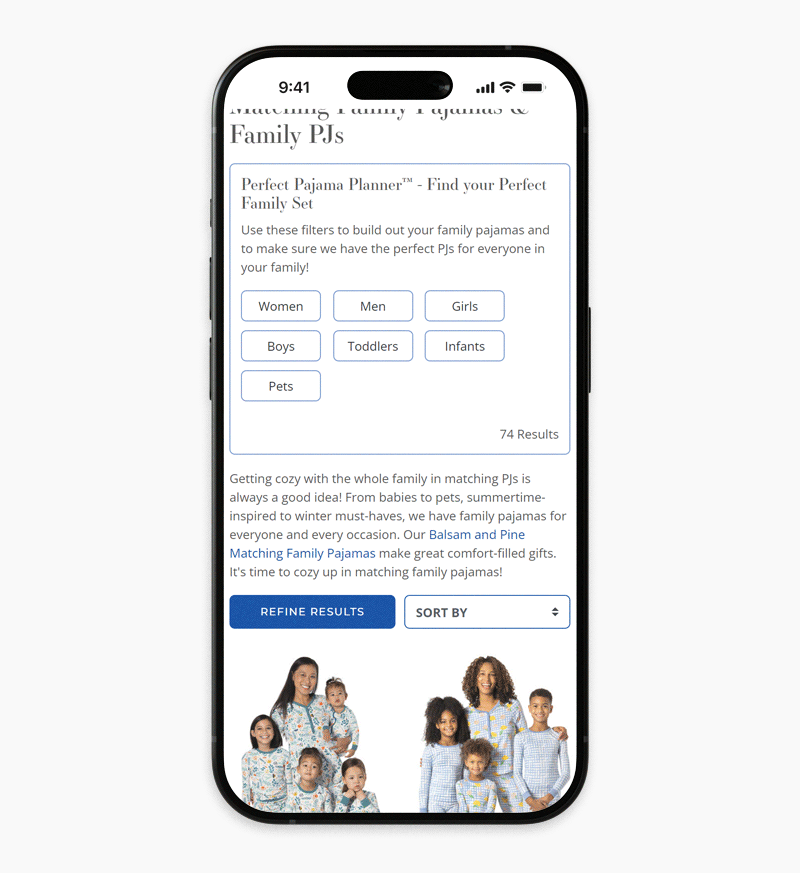 9:41
Matching Family Pajamas &
Family PJs
Perfect Pajama Planner™ - Find your Perfect
Family Set
Use these filters to build out your family pajamas and
to make sure we have the perfect PJs for everyone in
your family!
Women Men Girls
Boys Toddlers Infants
Pets
74 Results
Getting cozy with the whole family in matching PJs is
always a good idea! From babies to pets, summertime-
inspired to winter must-haves, we have family pajamas for
everyone and every occasion. Our Balsam and Pine
Matching Family Pajamas make great comfort-filled gifts.
It's time to cozy up in matching family pajamas!
REFINE RESULTS SORT BY